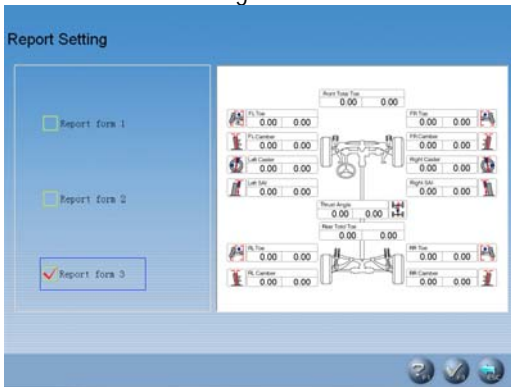 Report Setting
Report form 1
Report form 2
Report form 3
Front Total Toe
0.00 0.00
FL Toe
0.00 0.00
FR Toe
0.00 0.00
FL Camber
0.00 0.00
FR Camber
0.00 0.00
Left Caster
0.00 0.00
Right Caster
0.00 0.00
Left SAI
0.00 0.00
Right SAI
0.00 0.00
Thrust Angle
0.00 0.00
Rear Total Toe
0.00 0.00
RL Toe
0.00 0.00
RR Toe
0.00 0.00
RL Camber
0.00 0.00
RR Camber
0.00 0.00
ESC